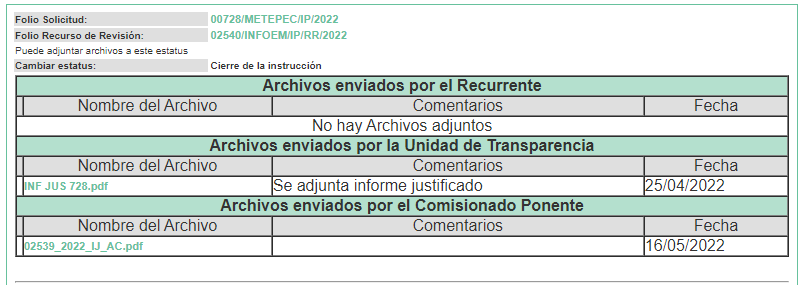 Folio Solicitud: 00728/METEPEC/IP/2022
Folio Recurso de Revisión: 02540/INFOEM/IP/RR/2022
Puede adjuntar archivos a este estatus
Cambiar estatus: Cierre de la instrucción
Archivos enviados por el Recurrente
Nombre del Archivo Comentarios Fecha
No hay Archivos adjuntos
Archivos enviados por la Unidad de Transparencia
Nombre del Archivo Comentarios Fecha
INF JUS 728.pdf Se adjunta informe justificado 25/04/2022
Archivos enviados por el Comisionado Ponente
Nombre del Archivo Comentarios Fecha
02539_2022_IJ_AC.pdf 16/05/2022